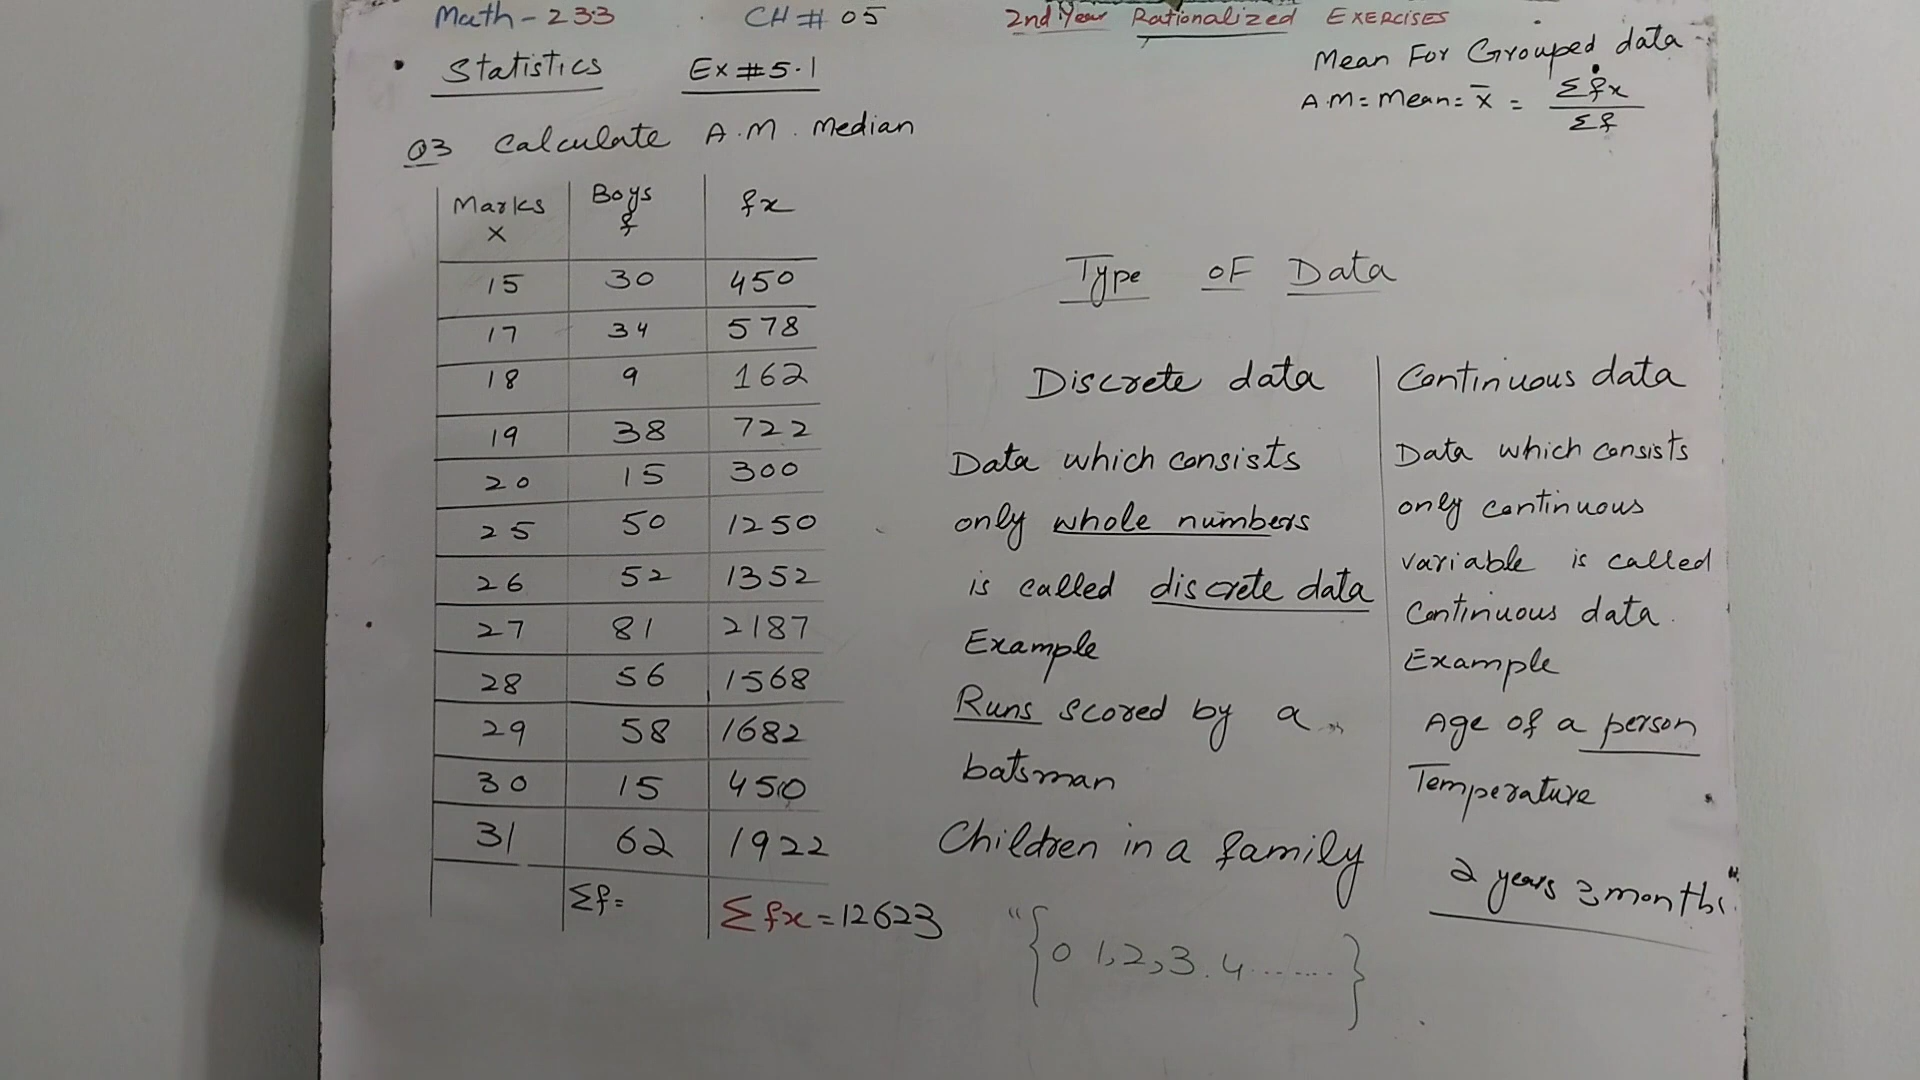 Math-233 CH # 05 2nd Year Rationalized EXERCISES
Statistics Ex # 5.1
Mean For Grouped data
A.M = Mean = x̄ = Σfx / Σf
Q3 Calculate A.M. Median
Marks x | Boys f | fx
15 | 30 | 450
17 | 34 | 578
18 | 9 | 162
19 | 38 | 722
20 | 15 | 300
25 | 50 | 1250
26 | 52 | 1352
27 | 81 | 2187
28 | 56 | 1568
29 | 58 | 1682
30 | 15 | 450
31 | 62 | 1922
Σf = | Σfx = 12623
Type of Data
Discrete data
Data which consists
only whole numbers
is called discrete data
Example
Runs scored by a
batsman
Children in a family
"{0 1,2,3.4.......}
Continuous data
Data which consists
only continuous
variable is called
Continuous data.
Example
Age of a person
Temperature
2 years 3 months"